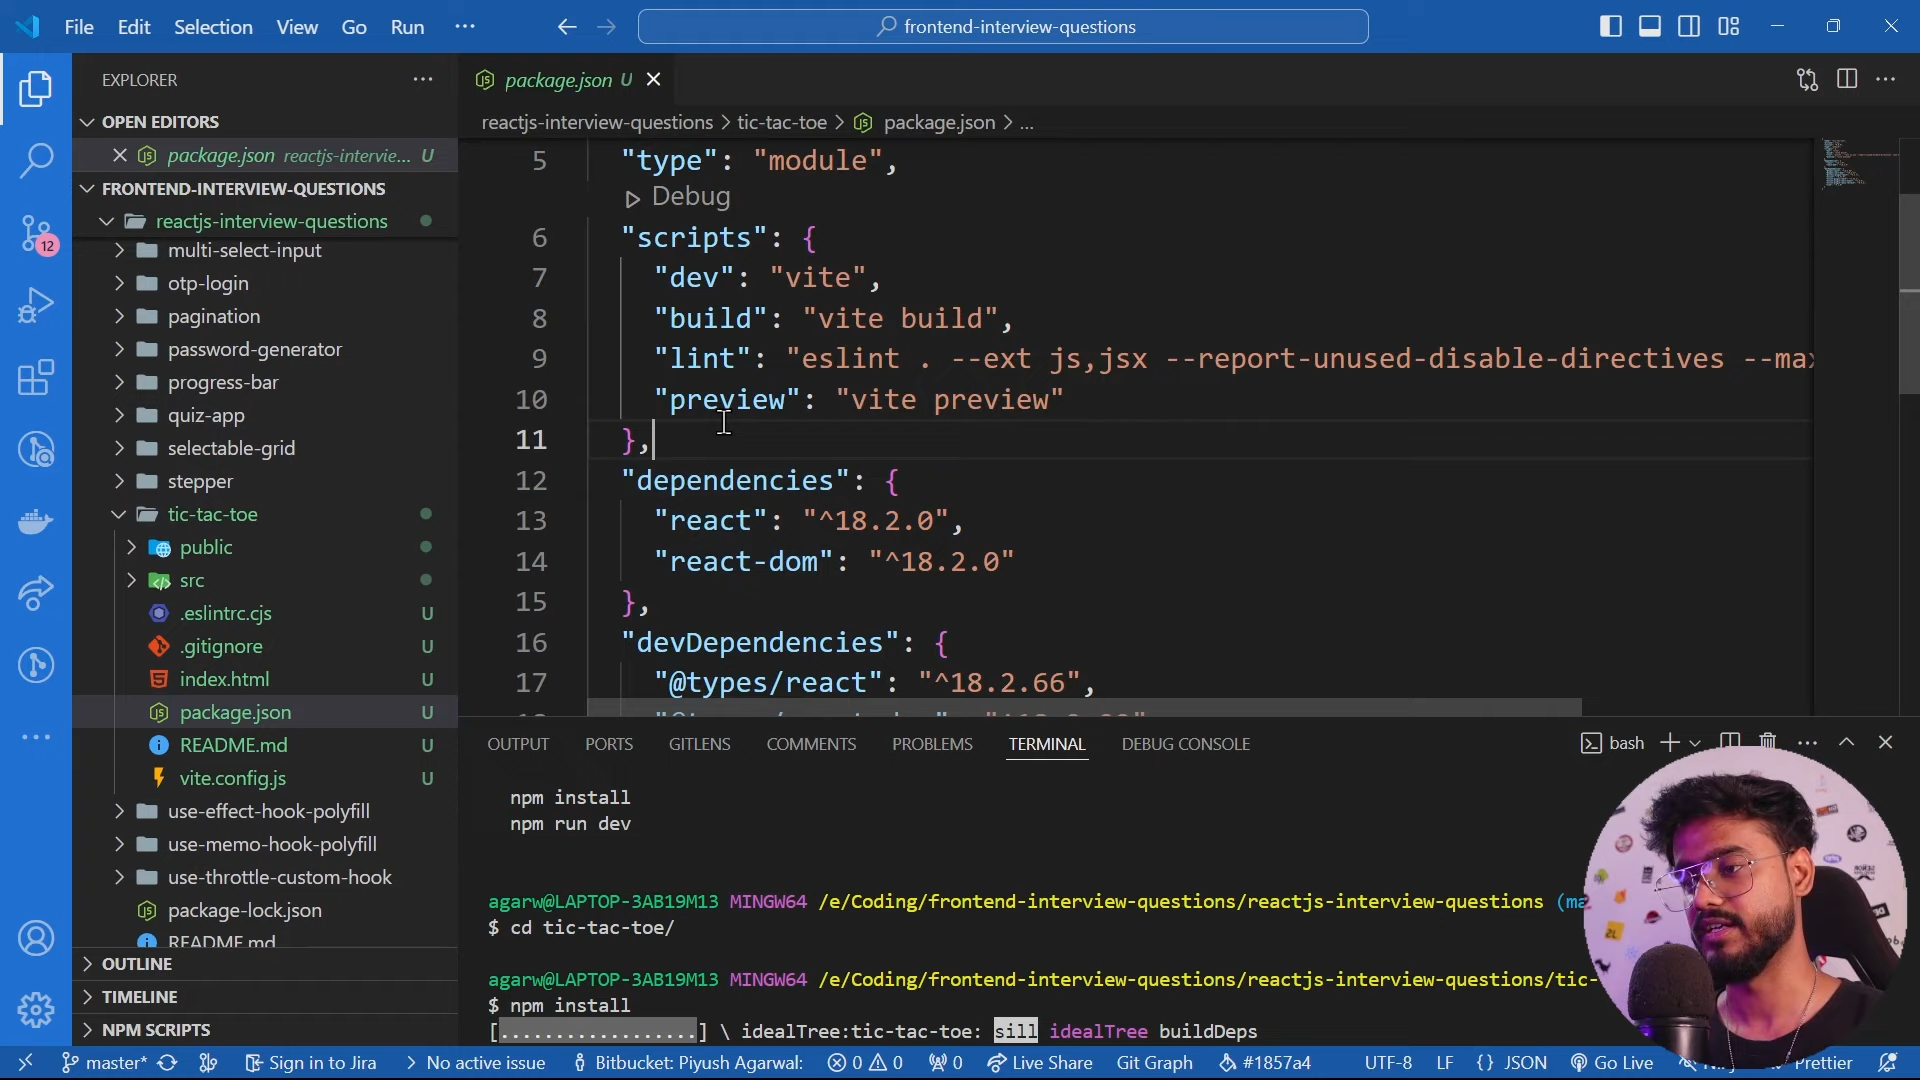 File Edit Selection View Go Run ... frontend-interview-questions
EXPLORER
OPEN EDITORS
package.json reactjs-intervie... U
FRONTEND-INTERVIEW-QUESTIONS
reactjs-interview-questions
multi-select-input
otp-login
pagination
password-generator
progress-bar
quiz-app
selectable-grid
stepper
tic-tac-toe
public
src
.eslintrc.cjs U
.gitignore U
index.html U
package.json U
README.md U
vite.config.js U
use-effect-hook-polyfill
use-memo-hook-polyfill
use-throttle-custom-hook
package-lock.json
README.md
OUTLINE
TIMELINE
NPM SCRIPTS
12
package.json U
reactjs-interview-questions > tic-tac-toe > package.json > ...
5 "type": "module",
Debug
6 "scripts": {
7 "dev": "vite",
8 "build": "vite build",
9 "lint": "eslint . --ext js,jsx --report-unused-disable-directives --max
10 "preview": "vite preview"
11 },
12 "dependencies": {
13 "react": "^18.2.0",
14 "react-dom": "^18.2.0"
15 },
16 "devDependencies": {
17 "@types/react": "^18.2.66",
OUTPUT PORTS GITLENS COMMENTS PROBLEMS TERMINAL DEBUG CONSOLE bash
npm install
npm run dev
agarw@LAPTOP-3AB19M13 MINGW64 /e/Coding/frontend-interview-questions/reactjs-interview-questions (ma
$ cd tic-tac-toe/
agarw@LAPTOP-3AB19M13 MINGW64 /e/Coding/frontend-interview-questions/reactjs-interview-questions/tic-
$ npm install
[.................] \ idealTree:tic-tac-toe: sill idealTree buildDeps
master* Sign in to Jira No active issue Bitbucket: Piyush Agarwal: 0 0 0 Live Share Git Graph #1857a4 UTF-8 LF {} JSON Go Live Prettier